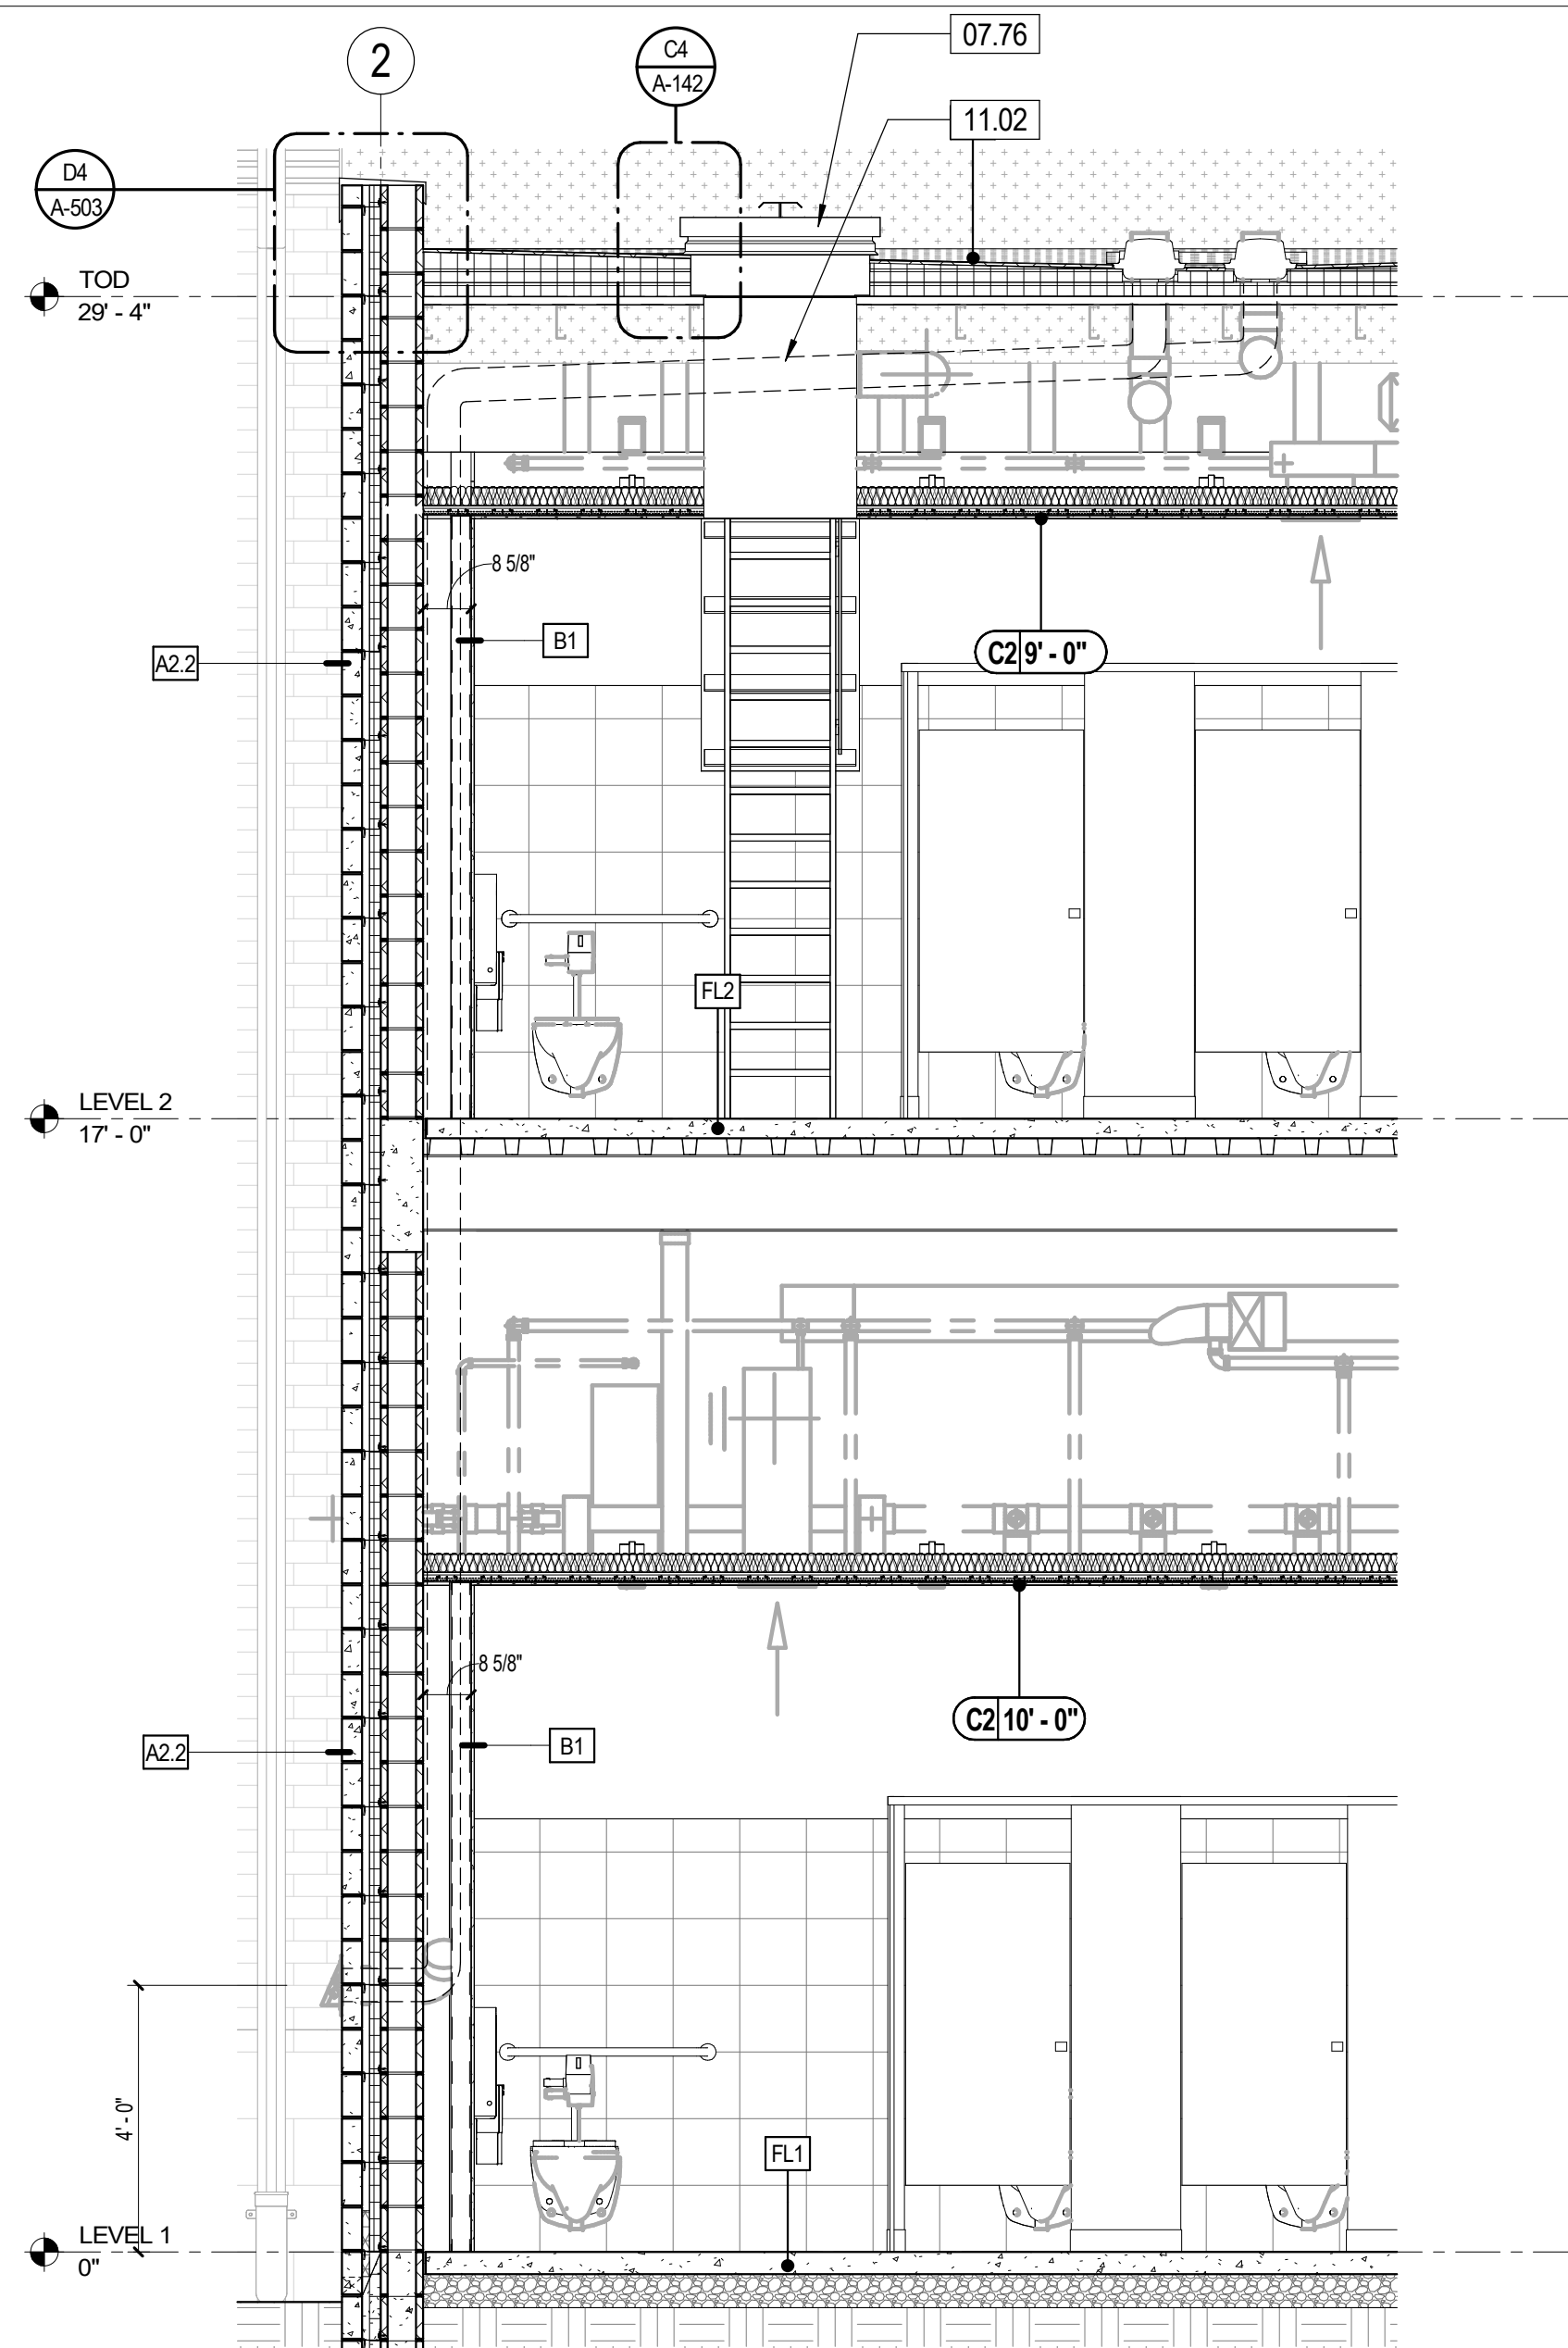 07.76
2
C4
A-142
11.02
D4
A-503
TOD
29' - 4"
8 5/8"
B1
C2 9' - 0"
A2.2
FL2
LEVEL 2
17' - 0"
8 5/8"
C2 10' - 0"
B1
A2.2
4' - 0"
FL1
LEVEL 1
0"